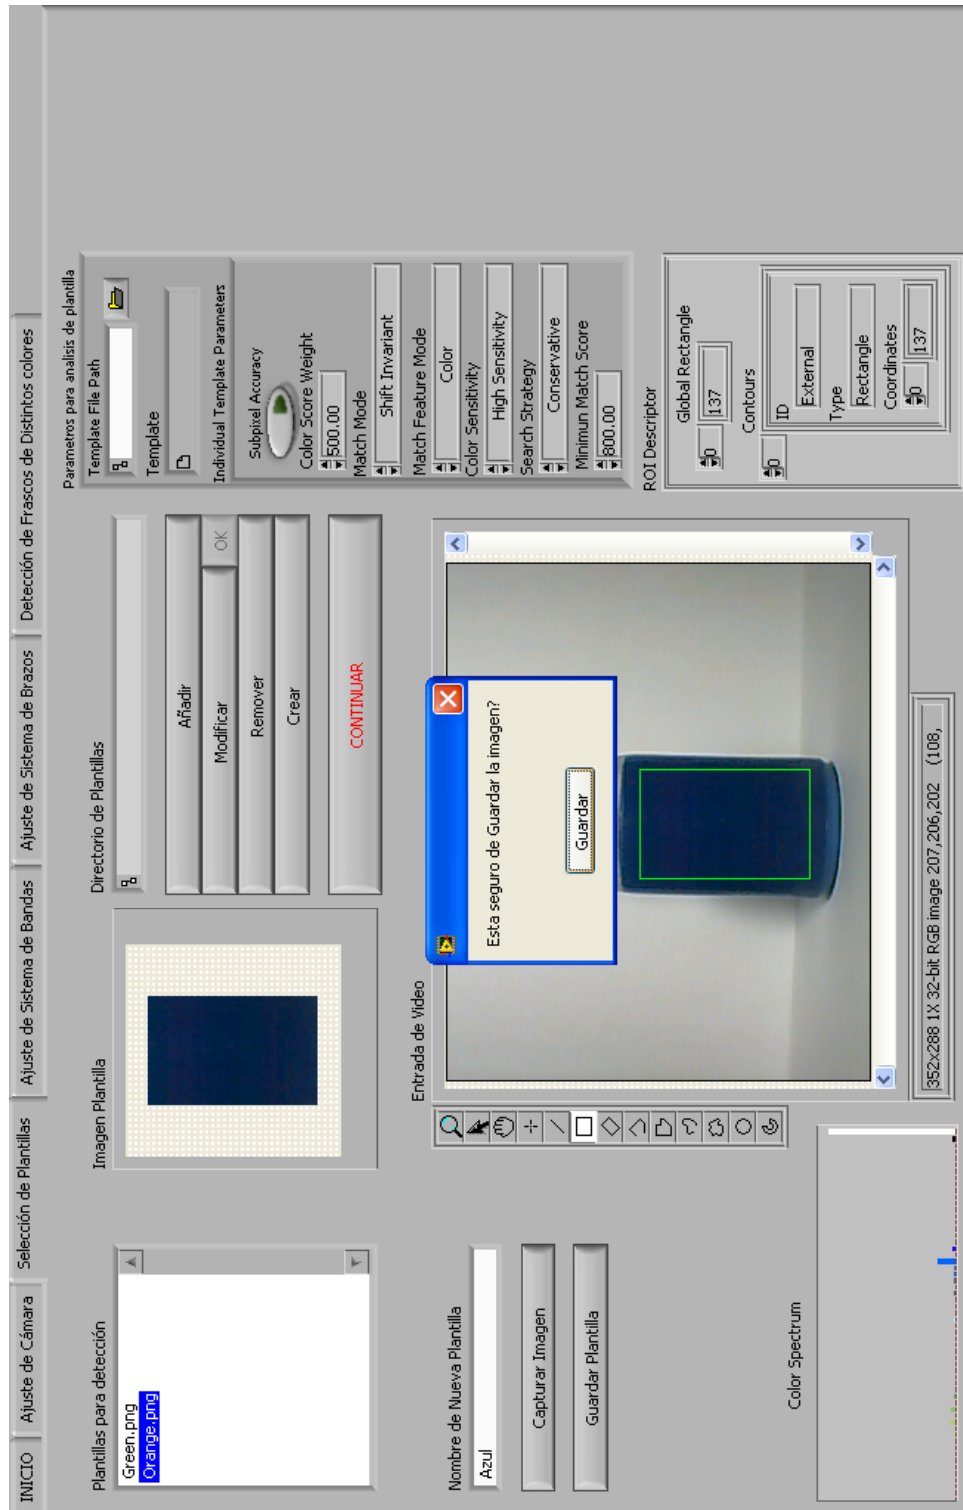 INICIO
Ajuste de Cámara
Selección de Plantillas
Ajuste de Sistema de Bandas
Ajuste de Sistema de Brazos
Detección de Frascos de Distintos colores
Plantillas para detección
Green.png
Orange.png
Imagen Plantilla
Directorio de Plantillas
Añadir
Modificar
OK
Remover
Crear
CONTINUAR
Parametros para analisis de plantilla
Template File Path
Template
Individual Template Parameters
Subpixel Accuracy
Color Score Weight
500.00
Match Mode
Shift Invariant
Match Feature Mode
Color
Color Sensitivity
High Sensitivity
Search Strategy
Conservative
Minimun Match Score
800.00
Nombre de Nueva Plantilla
Azul
Capturar Imagen
Guardar Plantilla
Color Spectrum
Entrada de Video
Esta seguro de Guardar la imagen?
Guardar
352x288 1X 32-bit RGB image 207,206,202 (108,
ROI Descriptor
Global Rectangle
0
137
Contours
0
ID
External
Type
Rectangle
Coordinates
0
137